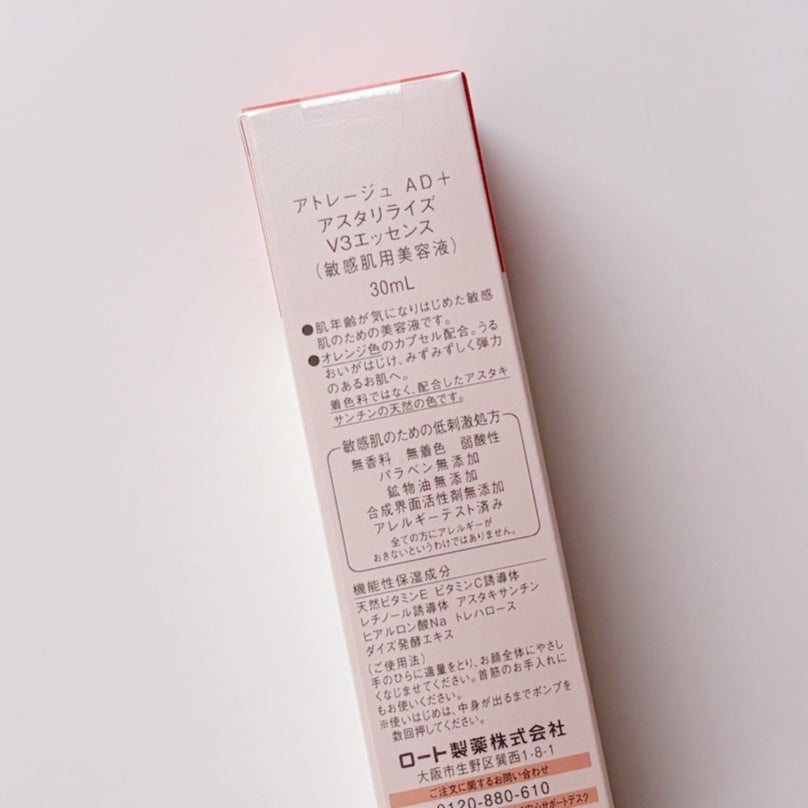 アトレージュ AD＋
アスタリライズ
V3エッセンス
（敏感肌用美容液）
30mL
●肌年齢が気になりはじめた敏感
肌のための美容液です。
●オレンジ色のカプセル配合。うる
おいがはじけ、みずみずしく弾力
のあるお肌へ。
着色料ではなく、配合したアスタキ
サンチンの天然の色です。
敏感肌のための低刺激処方
無香料 無着色 弱酸性
パラベン無添加
鉱物油無添加
合成界面活性剤無添加
アレルギーテスト済み
全ての方にアレルギーが
おきないというわけではありません。
機能性保湿成分
天然ビタミンE ビタミンC誘導体
レチノール誘導体 アスタキサンチン
ヒアルロン酸Na トレハロース
ダイズ発酵エキス
（ご使用法）
手のひらに適量をとり、お顔全体にやさし
くなじませてください。首筋のお手入れに
もお使いください。
※使いはじめは、中身が出るまでポンプを
数回押してください。
ロート製薬株式会社
大阪市生野区巽西1-8-1
ご注文に関するお問い合わせ
0120-880-610
安心サポートデスク